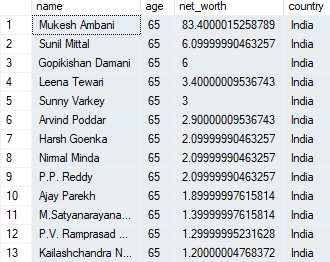 name age net_worth country
1 Mukesh Ambani 65 83.4000015258789 India
2 Sunil Mittal 65 6.09999990463257 India
3 Gopikishan Damani 65 6 India
4 Leena Tewari 65 3.40000009536743 India
5 Sunny Varkey 65 3 India
6 Arvind Poddar 65 2.90000009536743 India
7 Harsh Goenka 65 2.09999990463257 India
8 Nirmal Minda 65 2.09999990463257 India
9 P.P. Reddy 65 2.09999990463257 India
10 Ajay Parekh 65 1.89999997615814 India
11 M.Satyanarayana... 65 1.39999997615814 India
12 P.V. Ramprasad ... 65 1.29999995231628 India
13 Kailashchandra N... 65 1.20000004768372 India